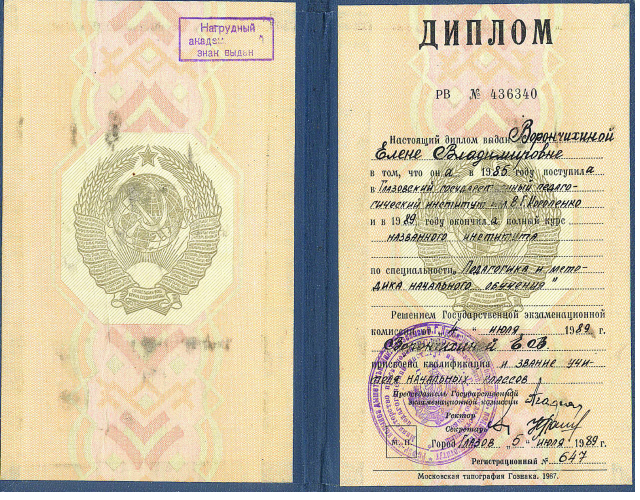 Нагрудный
академ
знак выдан
ДИПЛОМ
РВ № 436340
Настоящий диплом выдан Ворончихиной
Елене Владимировне
в том, что она в 1985 году поступила
в Глазовский государственный педаго-
гический институт В.Г. Короленко
и в 1989 году окончила полный курс
названного института
по специальности „Педагогика и мето-
дика начального обучения"
Решением Государственной экзаменационной
комиссии от „ " июля 1989 г.
Ворончихиной Е В
присвоена квалификация и звание учи-
теля начальных классов
Председатель Государственной
экзаменационной комиссии
Ректор
Секретарь
М. П. Город Глазов „5" июля 1989 г.
Регистрационный № 647
Московская типография Гознака. 1987.